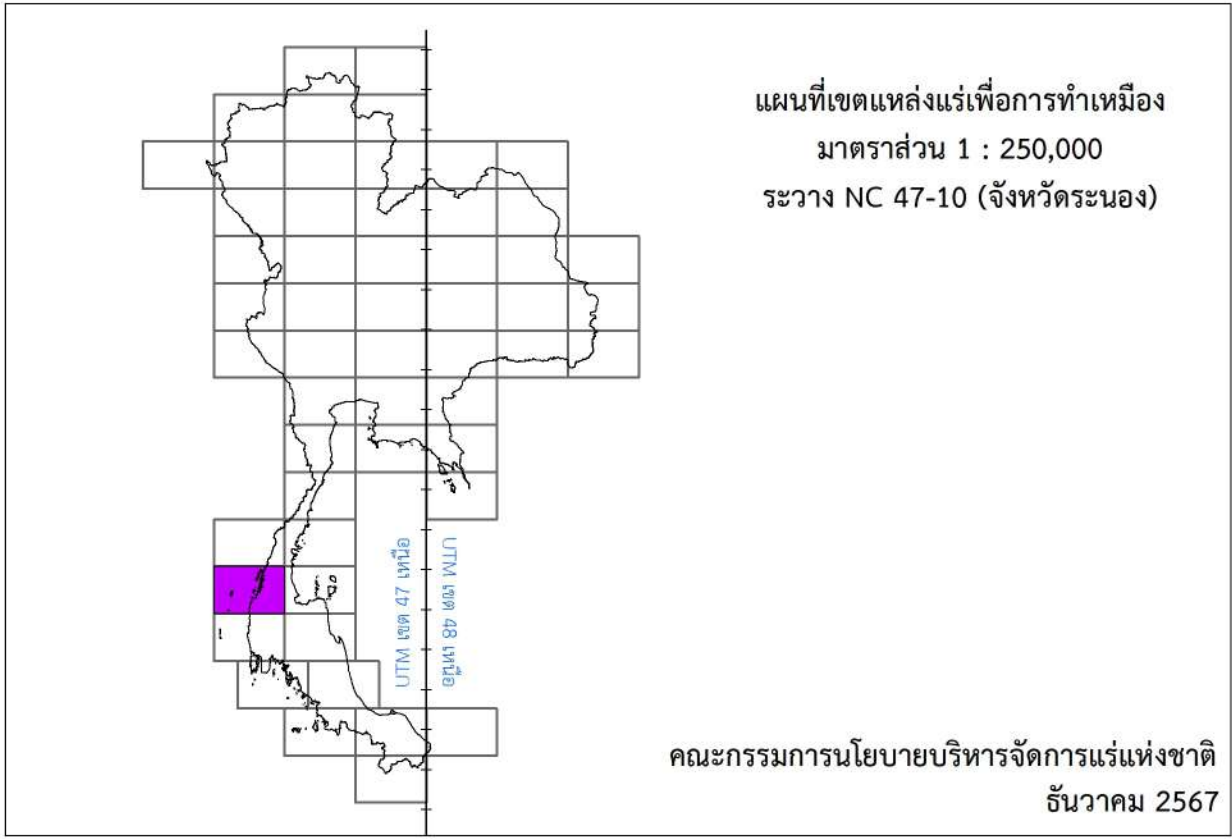 แผนที่เขตแหล่งแร่เพื่อการทำเหมือง
มาตราส่วน 1 : 250,000
ระวาง NC 47-10 (จังหวัดระนอง)
UTM เขต 47 เหนือ
UTM เขต 48 เหนือ
คณะกรรมการนโยบายบริหารจัดการแร่แห่งชาติ
ธันวาคม 2567